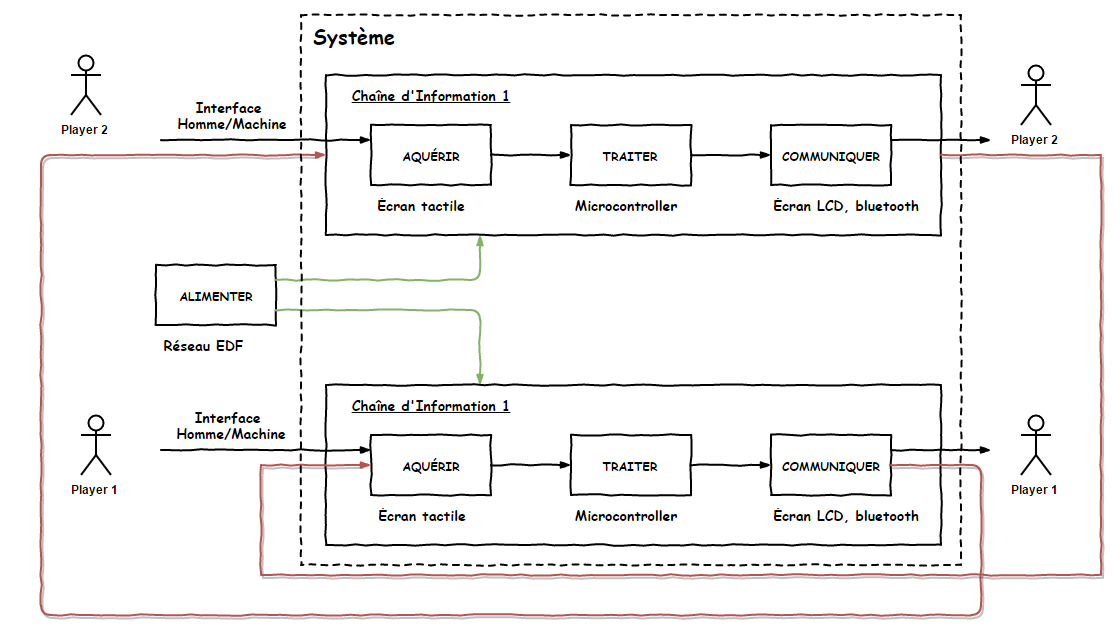 Système
Chaîne d'Information 1
Player 2
Interface
Homme/Machine
AQUÉRIR
TRAITER
COMMUNIQUER
Player 2
Écran tactile
Microcontroller
Écran LCD, bluetooth
ALIMENTER
Réseau EDF
Chaîne d'Information 1
Interface
Homme/Machine
AQUÉRIR
TRAITER
COMMUNIQUER
Player 1
Player 1
Écran tactile
Microcontroller
Écran LCD, bluetooth